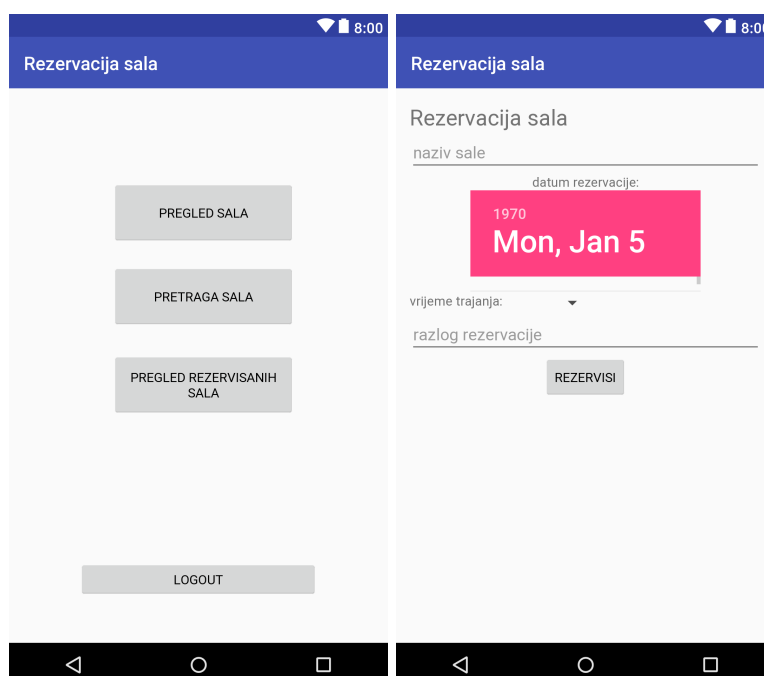 8:00
Rezervacija sala
PREGLED SALA
PRETRAGA SALA
PREGLED REZERVISANIH
SALA
LOGOUT
8:00
Rezervacija sala
Rezervacija sala
naziv sale
datum rezervacije:
1970
Mon, Jan 5
vrijeme trajanja:
razlog rezervacije
REZERVISI